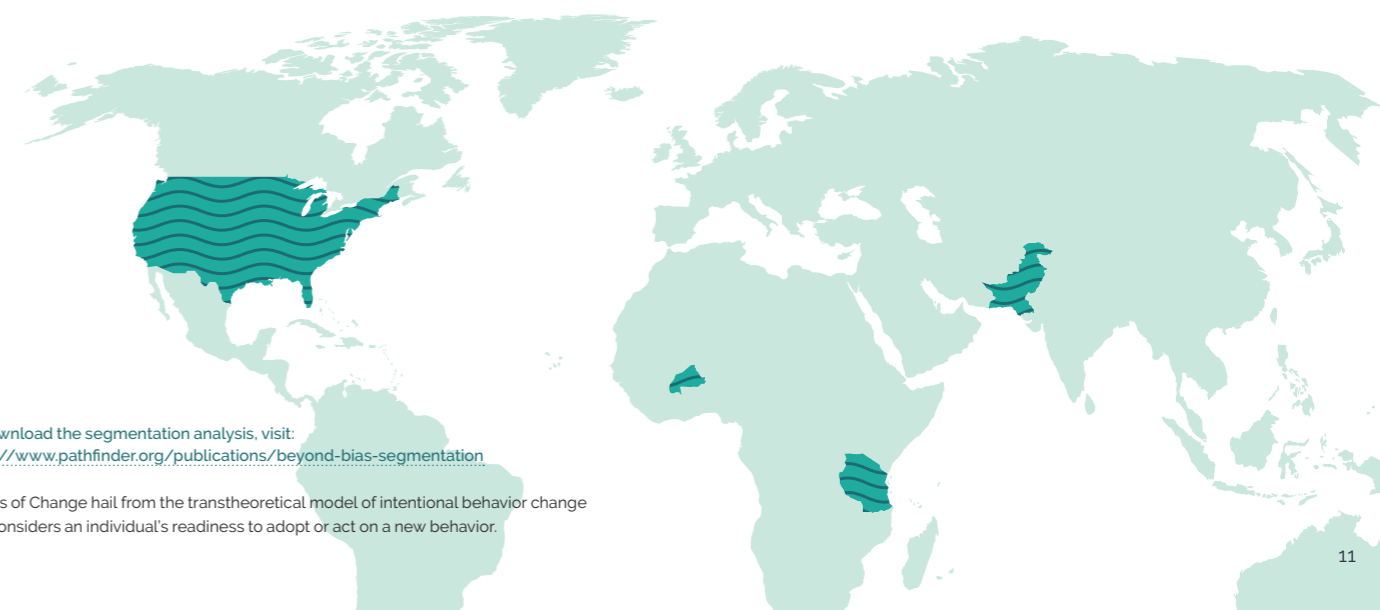 wnload the segmentation analysis, visit:
//www.pathfinder.org/publications/beyond-bias-segmentation
s of Change hail from the transtheoretical model of intentional behavior change
onsiders an individual's readiness to adopt or act on a new behavior.
11